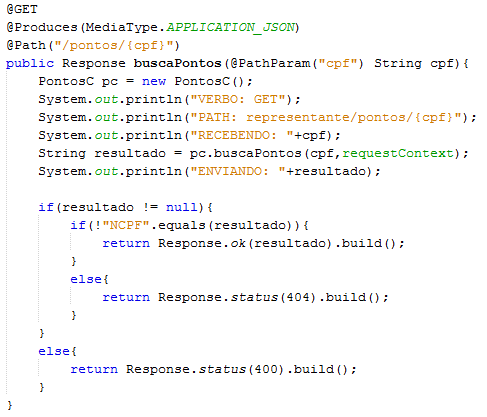 @GET
@Produces(MediaType.APPLICATION_JSON)
@Path("/pontos/{cpf}")
public Response buscaPontos(@PathParam("cpf") String cpf){
    PontosC pc = new PontosC();
    System.out.println("VERBO: GET");
    System.out.println("PATH: representante/pontos/{cpf}");
    System.out.println("RECEBENDO: "+cpf);
    String resultado = pc.buscaPontos(cpf,requestContext);
    System.out.println("ENVIANDO: "+resultado);

    if(resultado != null){
        if(!"NCPF".equals(resultado)){
            return Response.ok(resultado).build();
        }
        else{
            return Response.status(404).build();
        }
    }
    else{
        return Response.status(400).build();
    }
}